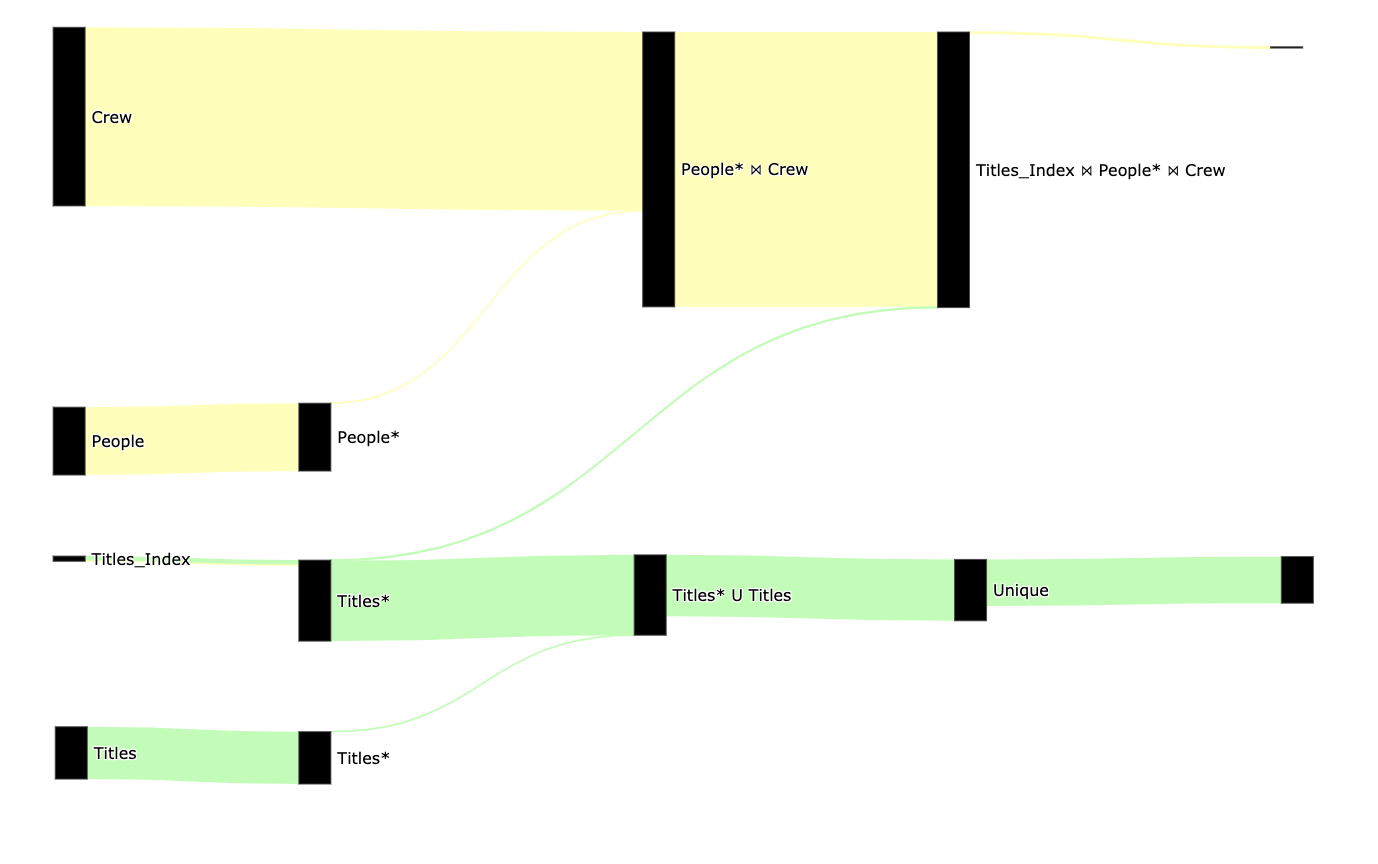 Crew
People* ⋈ Crew
Titles_Index ⋈ People* ⋈ Crew
People
People*
Titles_Index
Titles*
Titles* U Titles
Unique
Titles
Titles*